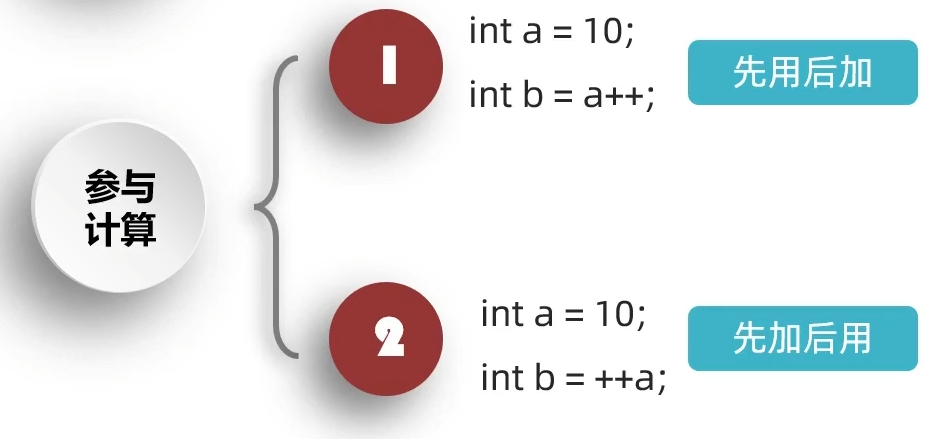 参与
计算
1
int a = 10;
int b = a++;
先用后加
2
int a = 10;
int b = ++a;
先加后用